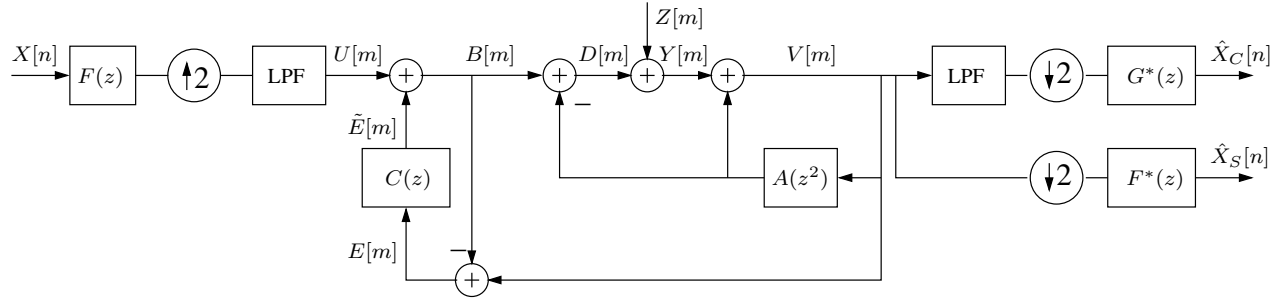 Z[m]
X[n] F(z) ↑2 LPF U[m] + B[m] + D[m] + Y[m] + V[m] LPF ↓2 G*(z) X̂_C[n]
−
Ẽ[m]
C(z) A(z²) ↓2 F*(z) X̂_S[n]
E[m] − +